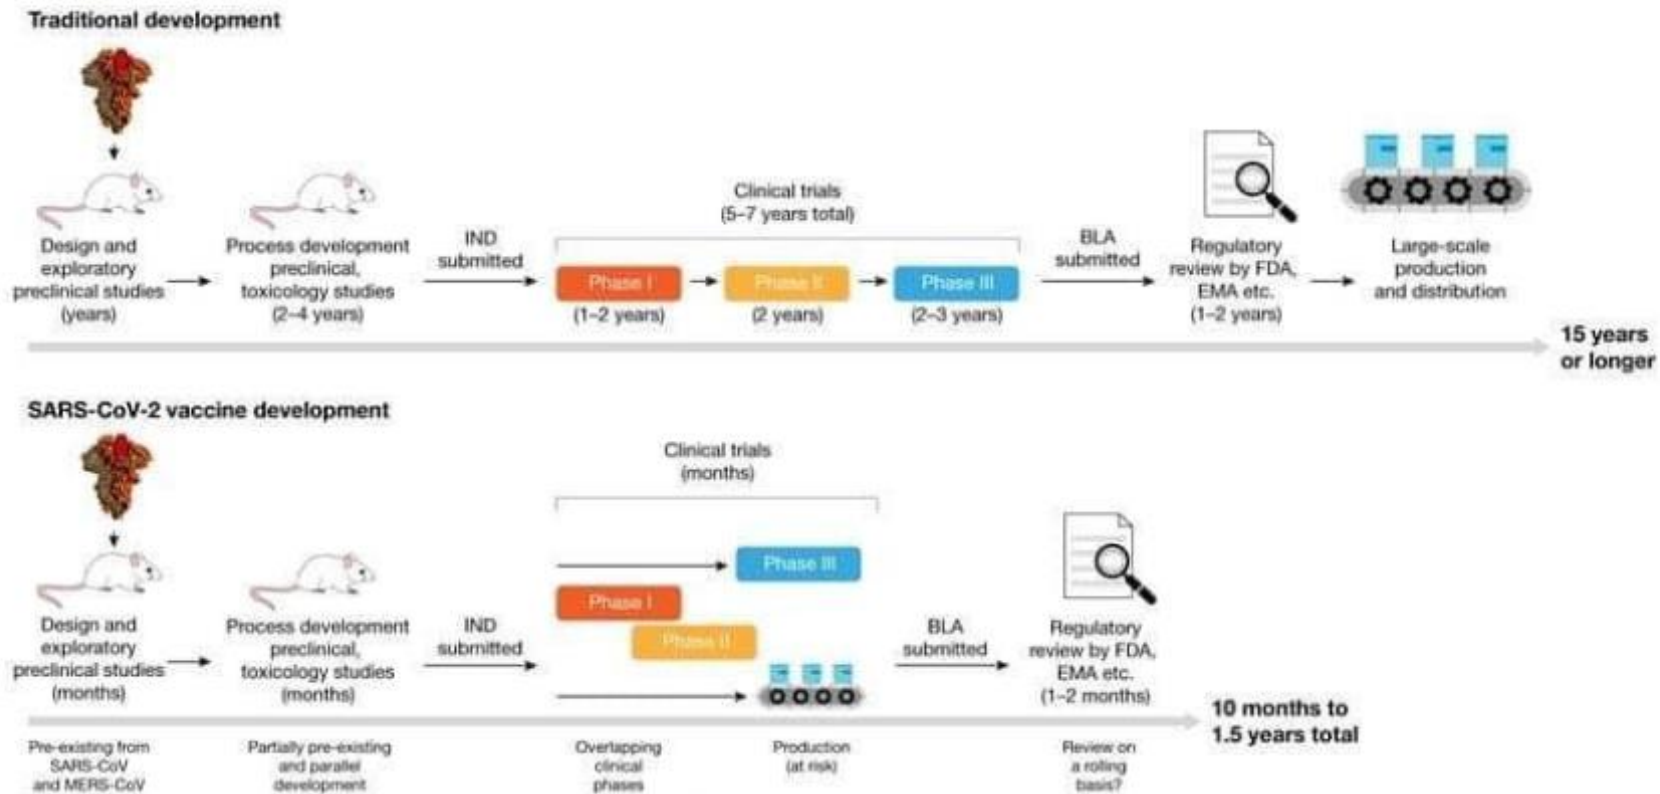 Traditional development
Design and
exploratory
preclinical studies
(years)
Process development
preclinical,
toxicology studies
(2–4 years)
IND
submitted
Clinical trials
(5–7 years total)
Phase I
(1–2 years)
Phase II
(2 years)
Phase III
(2–3 years)
BLA
submitted
Regulatory
review by FDA,
EMA etc.
(1–2 years)
Large-scale
production
and distribution
15 years
or longer
SARS-CoV-2 vaccine development
Design and
exploratory
preclinical studies
(months)
Process development
preclinical,
toxicology studies
(months)
IND
submitted
Clinical trials
(months)
Phase III
Phase I
Phase II
BLA
submitted
Regulatory
review by FDA,
EMA etc.
(1–2 months)
10 months to
1.5 years total
Pre-existing from
SARS-CoV
and MERS-CoV
Partially pre-existing
and parallel
development
Overlapping
clinical
phases
Production
(at risk)
Review on
a rolling
basis?